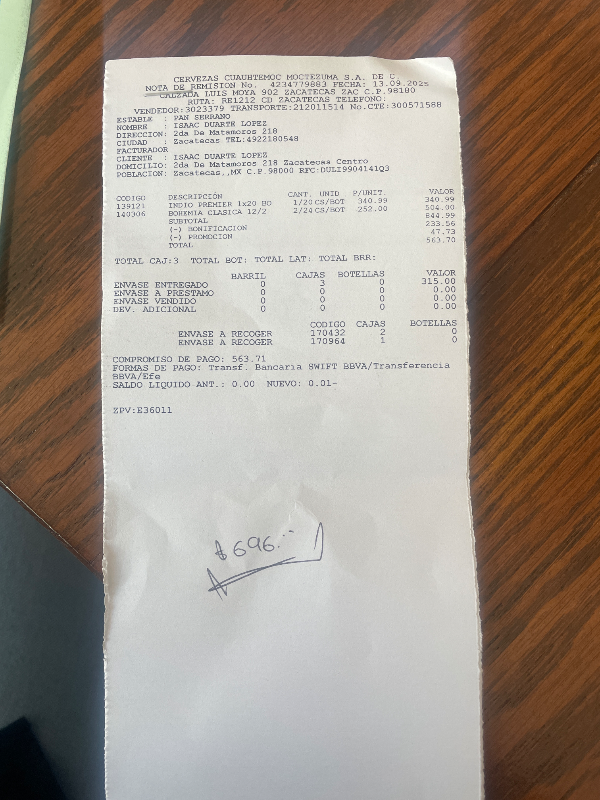 CERVEZAS CUAUHTEMOC MOCTEZUMA S.A. DE C
NOTA DE REMISION No. 4234779883 FECHA: 13.09.2025
CALZADA LUIS MOYA 902 ZACATECAS ZAC C.P.98180
RUTA: RE1212 CD ZACATECAS TELEFONO:
VENDEDOR:3023379 TRANSPORTE:212011514 No.CTE:300571588
ESTABLE : PAN SERRANO
NOMBRE : ISAAC DUARTE LOPEZ
DIRECCION: 2da De Matamoros 218
CIUDAD : Zacatecas TEL:4922180548
FACTURADOR
CLIENTE : ISAAC DUARTE LOPEZ
DOMICILIO: 2da De Matamoros 218 Zacatecas Centro
POBLACION: Zacatecas,,MX C.P.98000 RFC:DULI9904141Q3
CODIGO DESCRIPCIÓN CANT. UNID P/UNIT. VALOR
139121 INDIO PREMIER 1x20 BO 1/20 CS/BOT 340.99 340.99
140306 BOHEMIA CLASICA 12/2 2/24 CS/BOT 252.00 504.00
SUBTOTAL 844.99
(-) BONIFICACION 233.56
(-) PROMOCION 47.73
TOTAL 563.70
TOTAL CAJ:3 TOTAL BOT: TOTAL LAT: TOTAL BRR:
BARRIL CAJAS BOTELLAS VALOR
ENVASE ENTREGADO 0 3 0 315.00
ENVASE A PRESTAMO 0 0 0 0.00
ENVASE VENDIDO 0 0 0 0.00
DEV. ADICIONAL 0 0 0 0.00
CODIGO CAJAS BOTELLAS
ENVASE A RECOGER 170432 2 0
ENVASE A RECOGER 170964 1 0
COMPROMISO DE PAGO: 563.71
FORMAS DE PAGO: Transf. Bancaria SWIFT BBVA/Transferencia
BBVA/Efe
SALDO LIQUIDO ANT.: 0.00 NUEVO: 0.01-
ZPV:E36011
$696.--